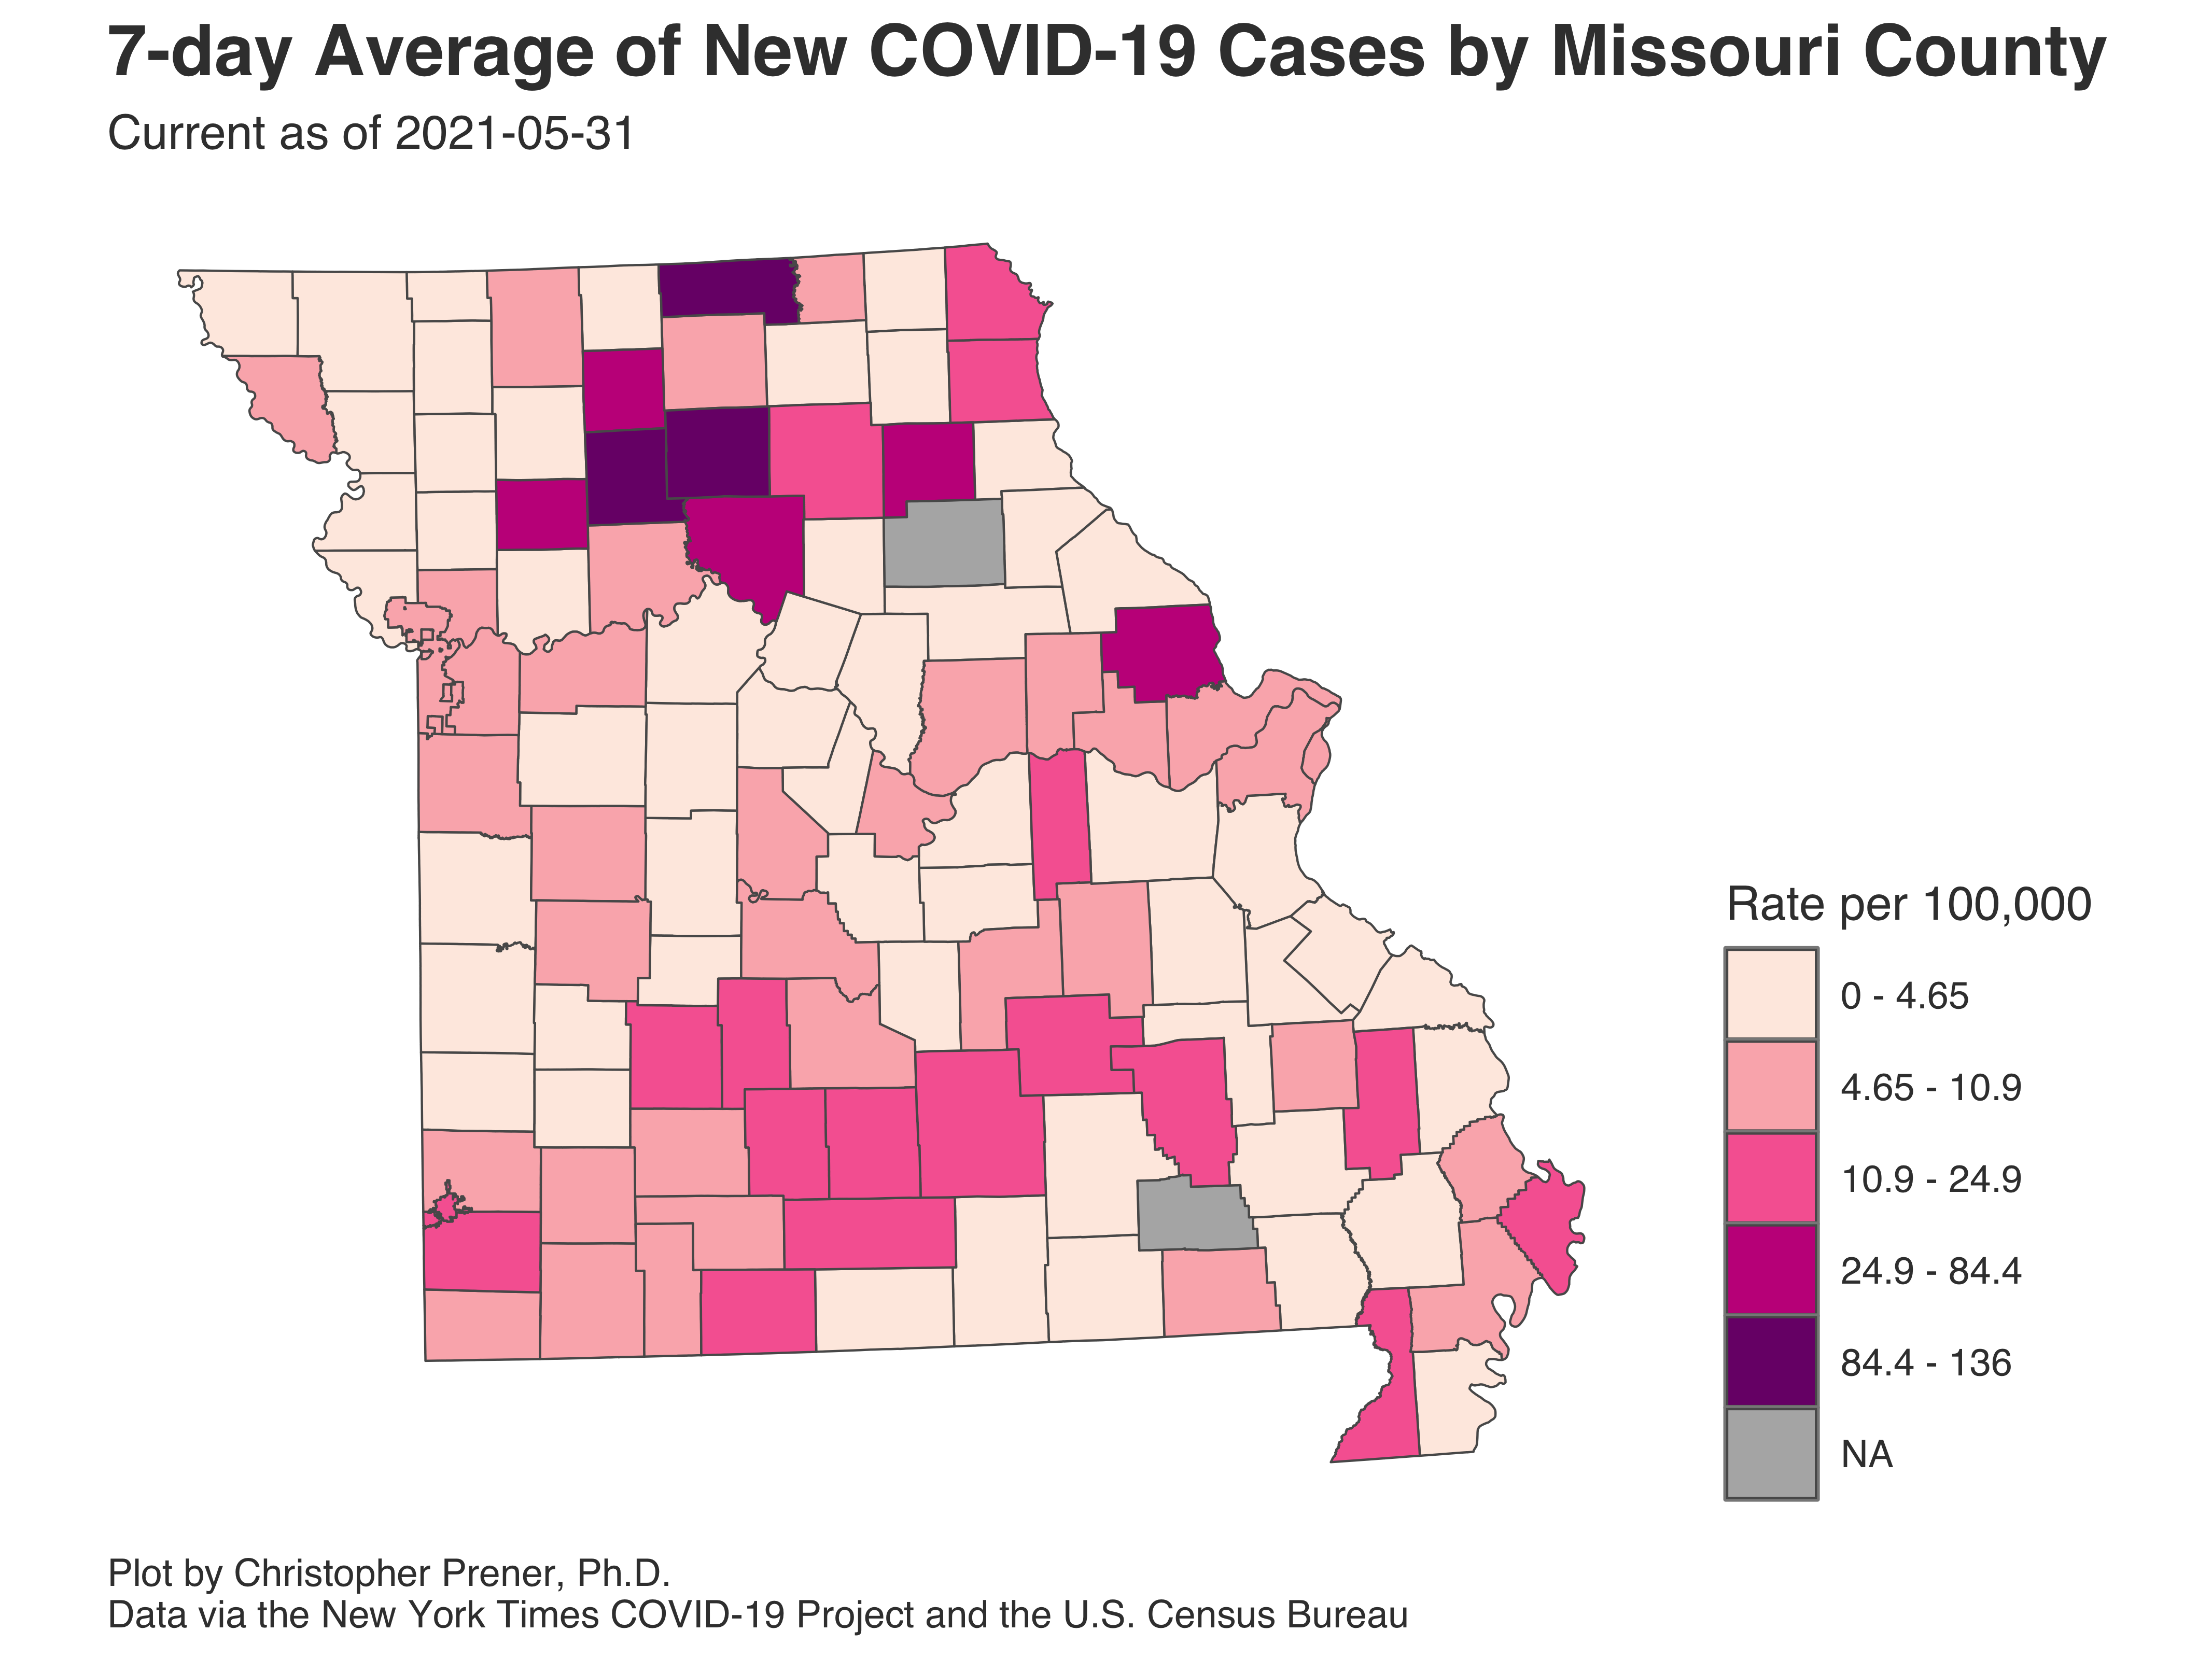 7-day Average of New COVID-19 Cases by Missouri County
Current as of 2021-05-31
Rate per 100,000
0 - 4.65
4.65 - 10.9
10.9 - 24.9
24.9 - 84.4
84.4 - 136
NA
Plot by Christopher Prener, Ph.D.
Data via the New York Times COVID-19 Project and the U.S. Census Bureau